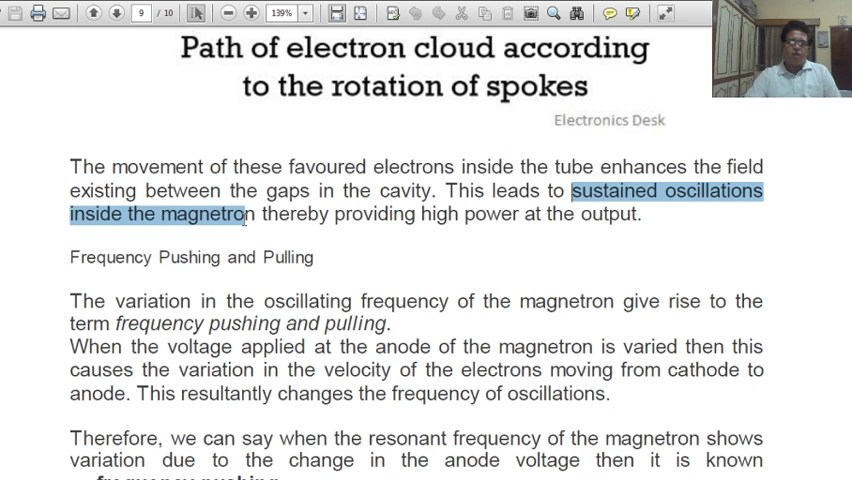 9 / 10
139%
Path of electron cloud according
to the rotation of spokes
Electronics Desk
The movement of these favoured electrons inside the tube enhances the field
existing between the gaps in the cavity. This leads to sustained oscillations
inside the magnetron thereby providing high power at the output.
Frequency Pushing and Pulling
The variation in the oscillating frequency of the magnetron give rise to the
term frequency pushing and pulling.
When the voltage applied at the anode of the magnetron is varied then this
causes the variation in the velocity of the electrons moving from cathode to
anode. This resultantly changes the frequency of oscillations.
Therefore, we can say when the resonant frequency of the magnetron shows
variation due to the change in the anode voltage then it is known
frequency pushing